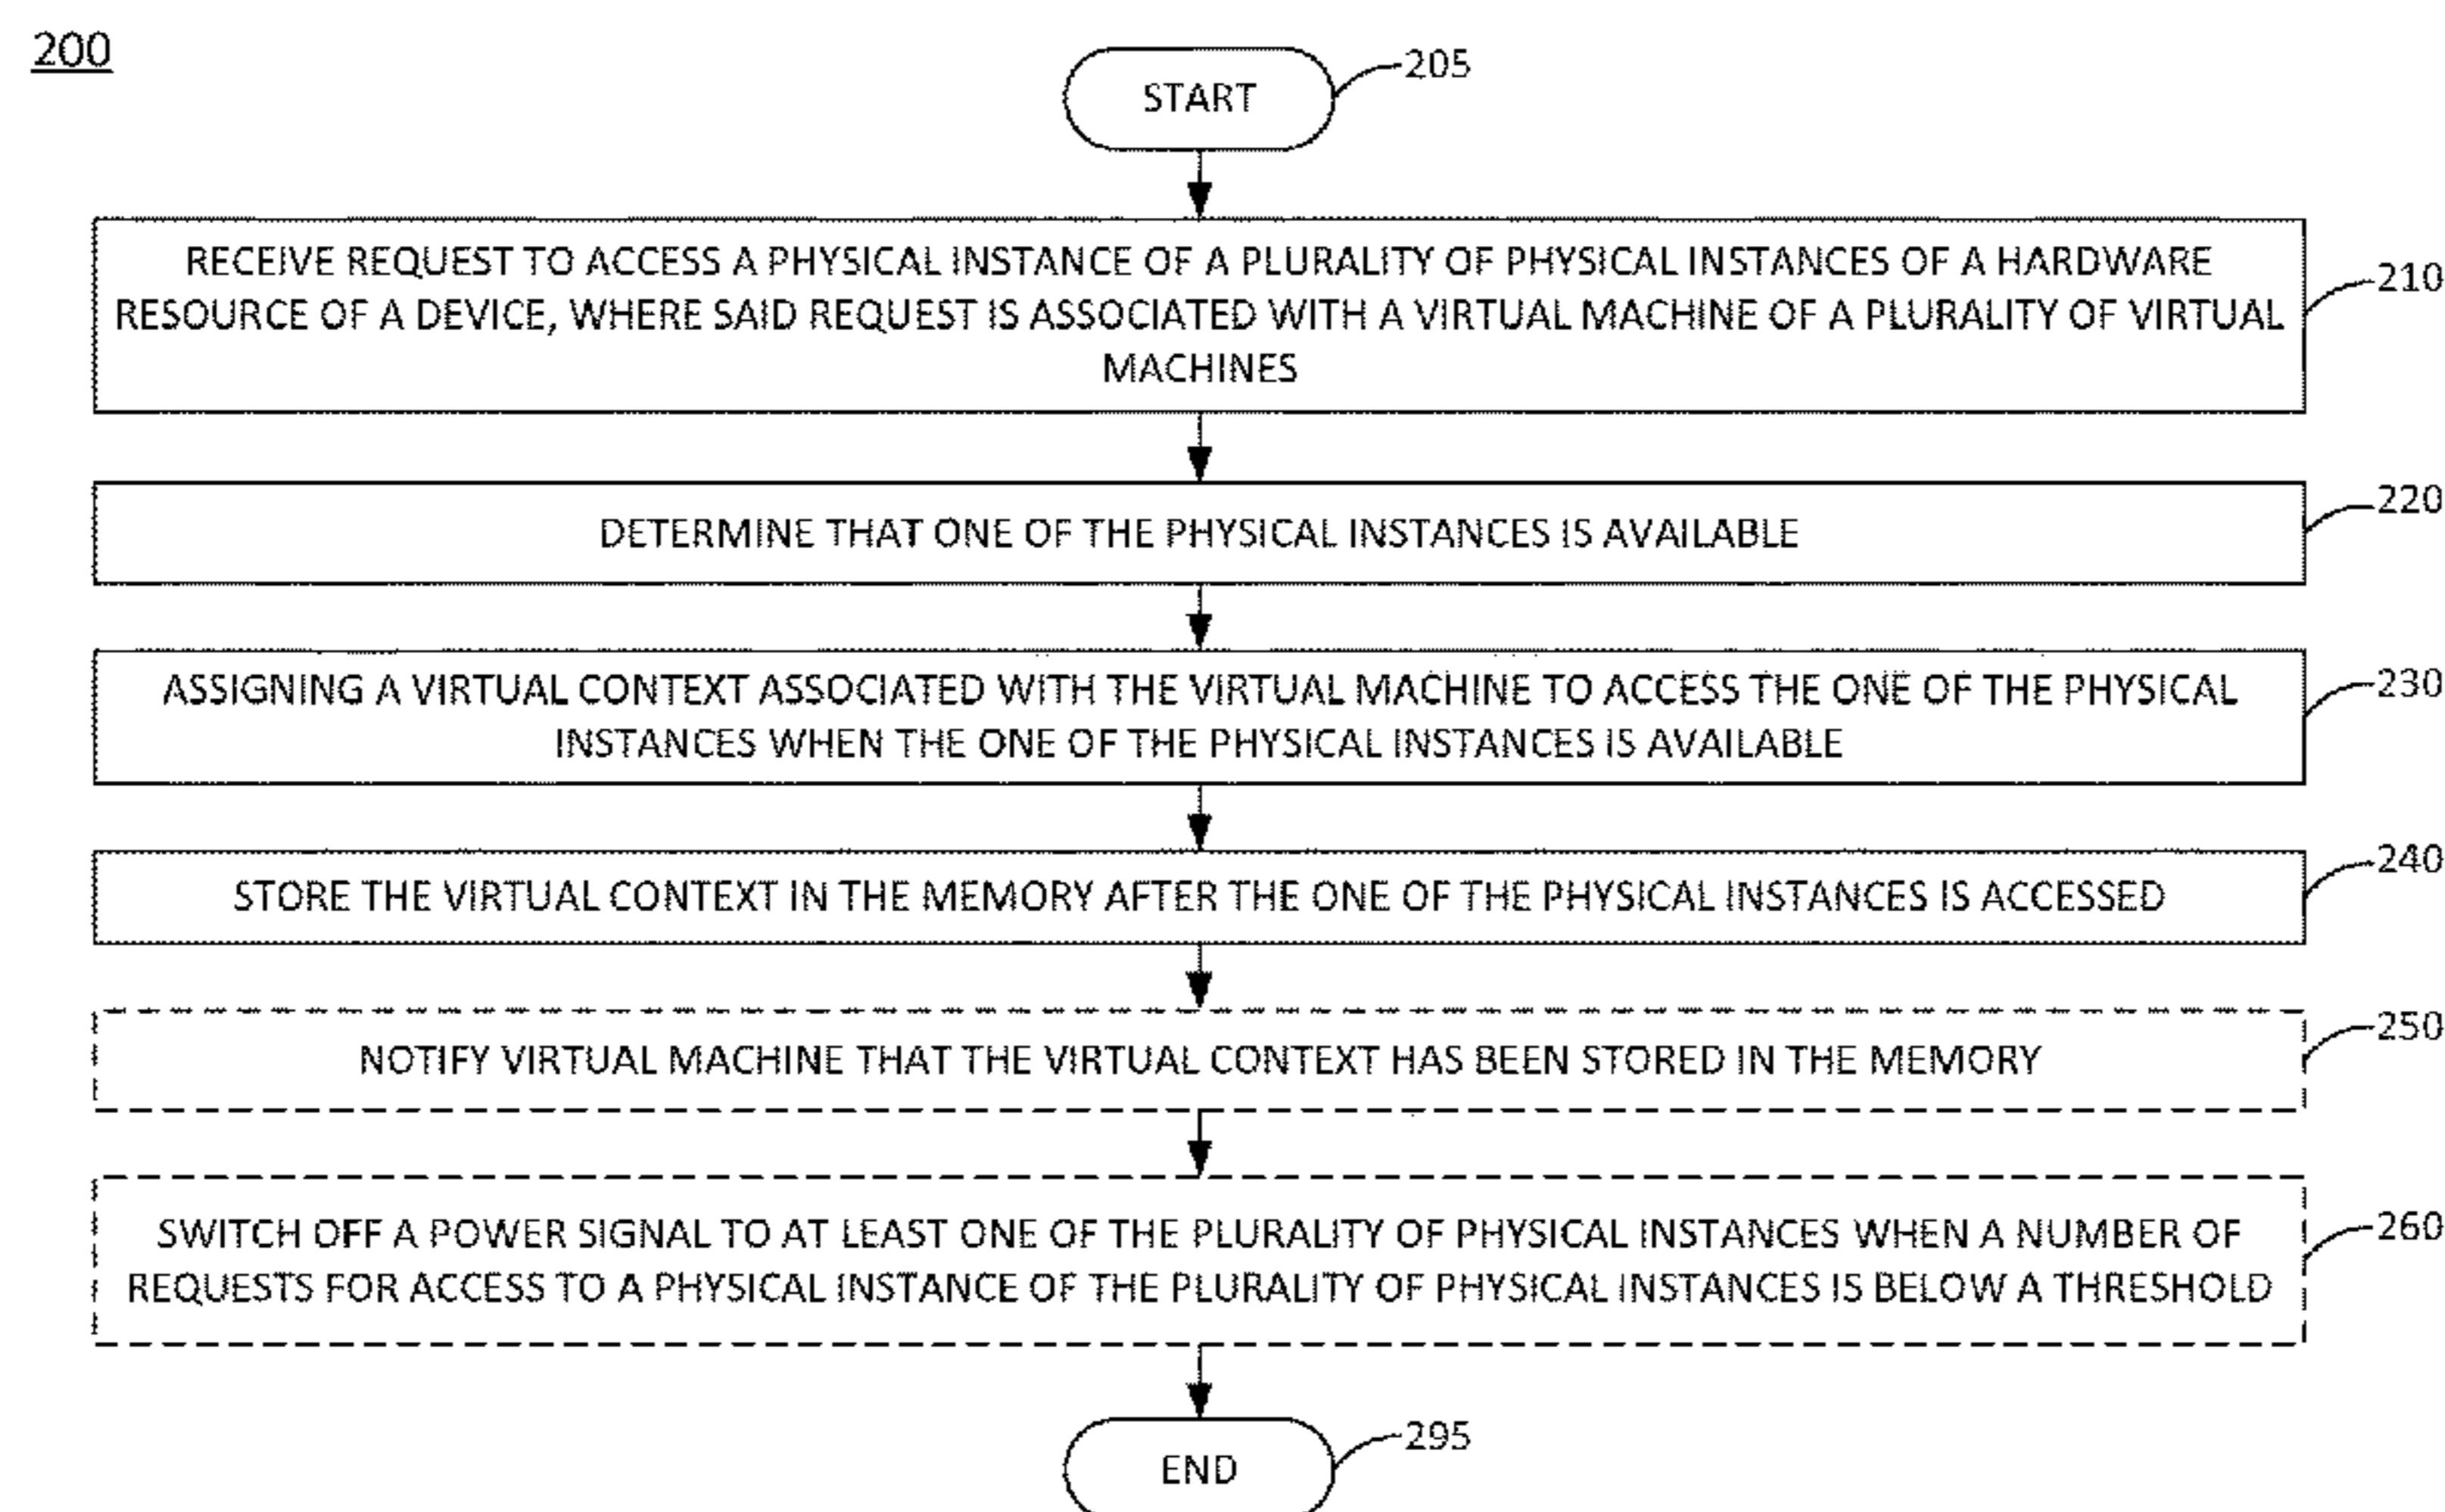 200
START
205
RECEIVE REQUEST TO ACCESS A PHYSICAL INSTANCE OF A PLURALITY OF PHYSICAL INSTANCES OF A HARDWARE
RESOURCE OF A DEVICE, WHERE SAID REQUEST IS ASSOCIATED WITH A VIRTUAL MACHINE OF A PLURALITY OF VIRTUAL
MACHINES
210
DETERMINE THAT ONE OF THE PHYSICAL INSTANCES IS AVAILABLE
220
ASSIGNING A VIRTUAL CONTEXT ASSOCIATED WITH THE VIRTUAL MACHINE TO ACCESS THE ONE OF THE PHYSICAL
INSTANCES WHEN THE ONE OF THE PHYSICAL INSTANCES IS AVAILABLE
230
STORE THE VIRTUAL CONTEXT IN THE MEMORY AFTER THE ONE OF THE PHYSICAL INSTANCES IS ACCESSED
240
NOTIFY VIRTUAL MACHINE THAT THE VIRTUAL CONTEXT HAS BEEN STORED IN THE MEMORY
250
SWITCH OFF A POWER SIGNAL TO AT LEAST ONE OF THE PLURALITY OF PHYSICAL INSTANCES WHEN A NUMBER OF
REQUESTS FOR ACCESS TO A PHYSICAL INSTANCE OF THE PLURALITY OF PHYSICAL INSTANCES IS BELOW A THRESHOLD
260
END
295